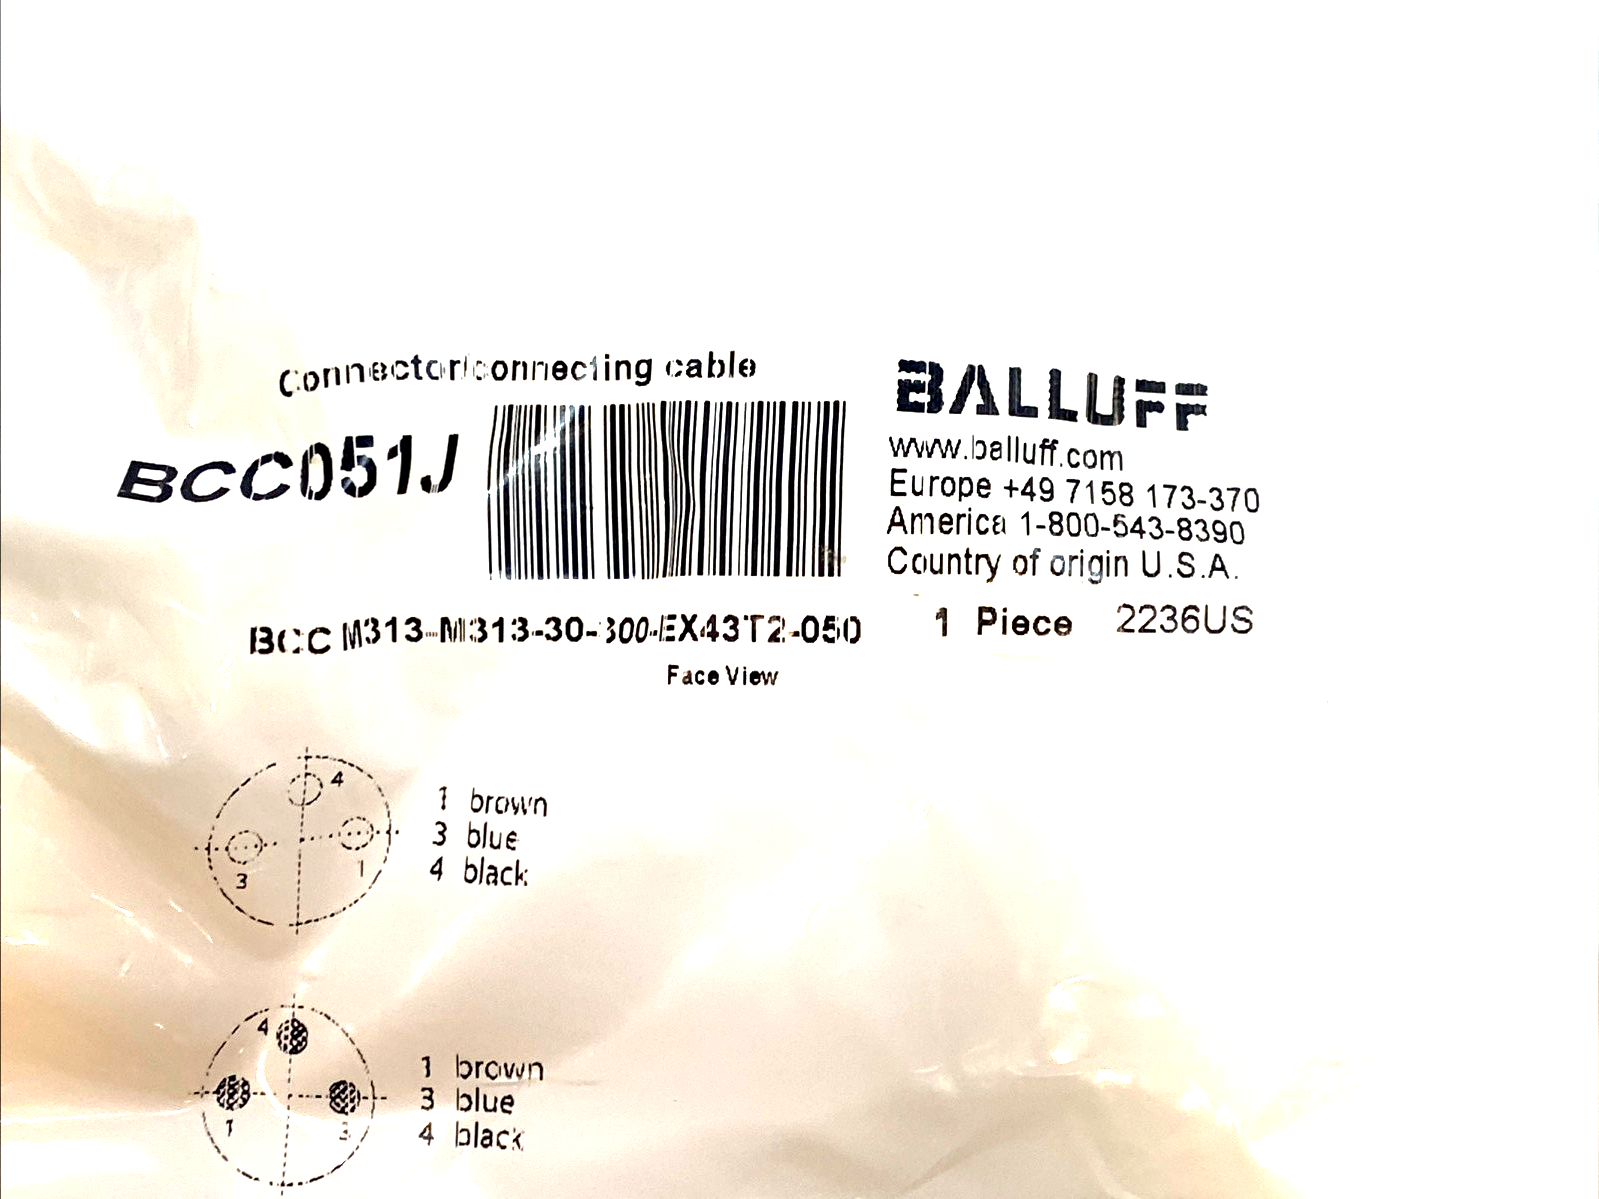 Connector/connecting cable
BCC051J
BALLUFF
www.balluff.com
Europe +49 7158 173-370
America 1-800-543-8390
Country of origin U.S.A.
BCC M313-M313-30-300-EX43T2-050
1 Piece 2236US
Face View
4
3 1
1 brown
3 blue
4 black
4
1 3
1 brown
3 blue
4 black